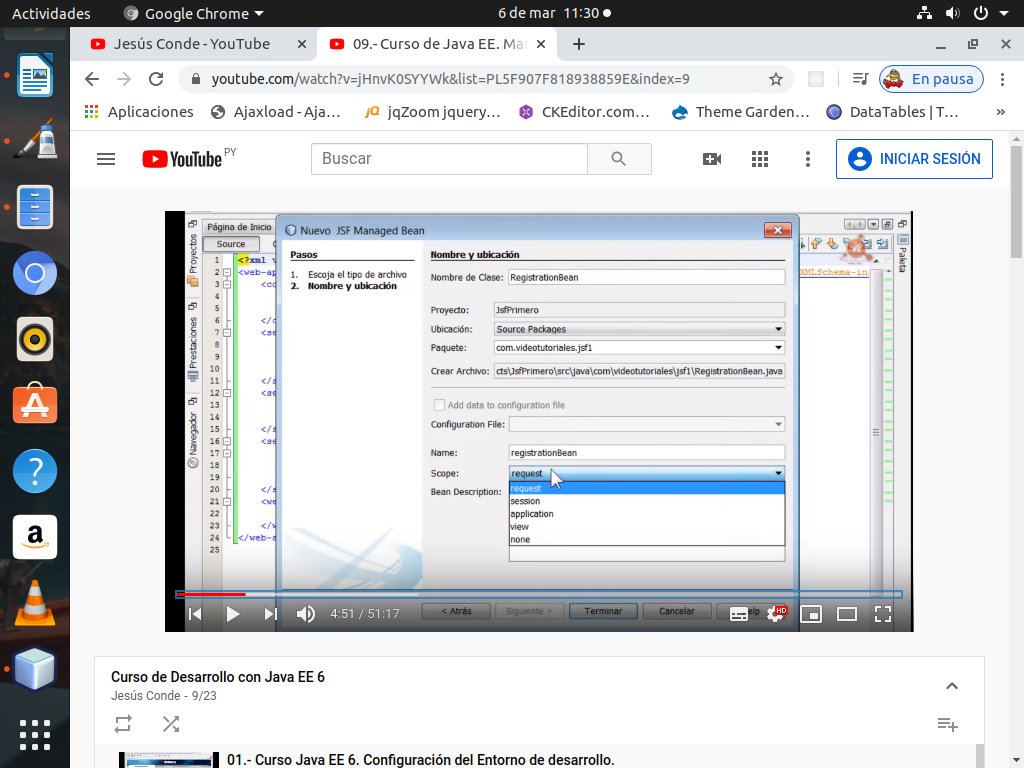 Actividades
Google Chrome
6 de mar 11:30
Jesús Conde - YouTube
09.- Curso de Java EE. Ma
youtube.com/watch?v=jHnvK0SYYWk&list=PL5F907F818938859E&index=9
En pausa
Aplicaciones
Ajaxload - Aja...
jQ
jqZoom jquery...
CKEditor.com...
Theme Garden...
DataTables | T...
»
YouTube PY
Buscar
INICIAR SESIÓN
Página de Inicio
Source
Nuevo JSF Managed Bean
Pasos
1. Escoja el tipo de archivo
2. Nombre y ubicación
Nombre y ubicación
Nombre de Clase: RegistrationBean
Proyecto: JsfPrimero
Ubicación: Source Packages
Paquete: com.videotutoriales.jsf1
Crear Archivo: cts\JsfPrimero\src\java\com\videotutoriales\jsf1\RegistrationBean.java
Add data to configuration file
Configuration File:
Name: registrationBean
Scope: request
Bean Description:
request
session
application
view
none
< Atrás
Siguiente >
Terminar
Cancelar
Proyectos
Prestaciones
Navegador
Paleta
1 <?xml v
2 <web-ap
3 <co
4
5
6 </c
7 <se
8
9
10
11 </s
12 <se
13
14
15 </s
16 <se
17
18
19
20 </s
21 <we
22
23 </w
24 </web-a
25
XMLSchema-in
4:51 / 51:17
HD
Curso de Desarrollo con Java EE 6
Jesús Conde - 9/23
01.- Curso Java EE 6. Configuración del Entorno de desarrollo.
?
a